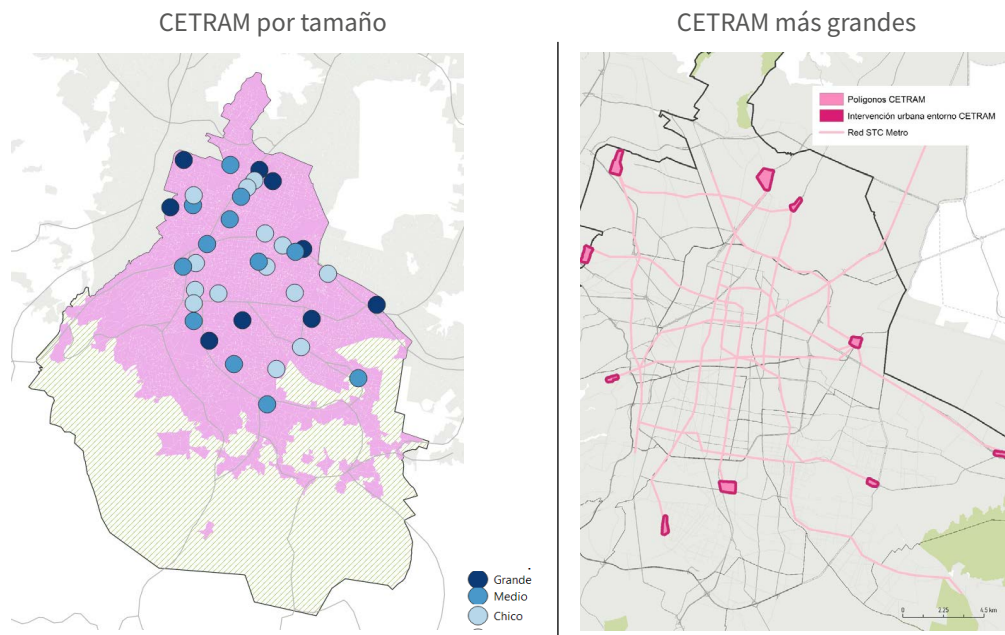 CETRAM por tamaño
Grande
Medio
Chico
CETRAM más grandes
Polígonos CETRAM
Intervención urbana entorno CETRAM
Red STC Metro
0 2.25 4.5 km